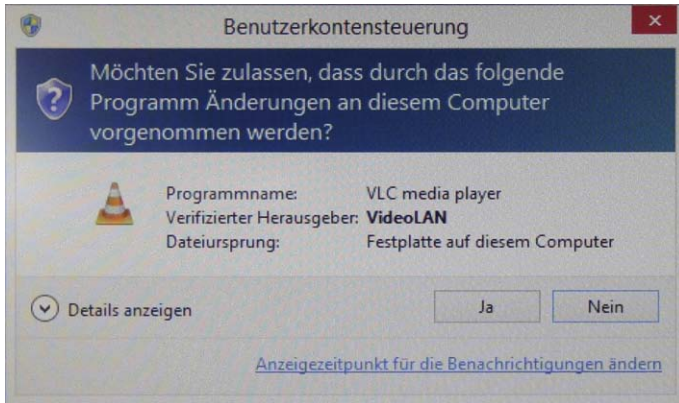 Benutzerkontensteuerung
Möchten Sie zulassen, dass durch das folgende
Programm Änderungen an diesem Computer
vorgenommen werden?
Programmname: VLC media player
Verifizierter Herausgeber: VideoLAN
Dateiursprung: Festplatte auf diesem Computer
Details anzeigen Ja Nein
Anzeigezeitpunkt für die Benachrichtigungen ändern